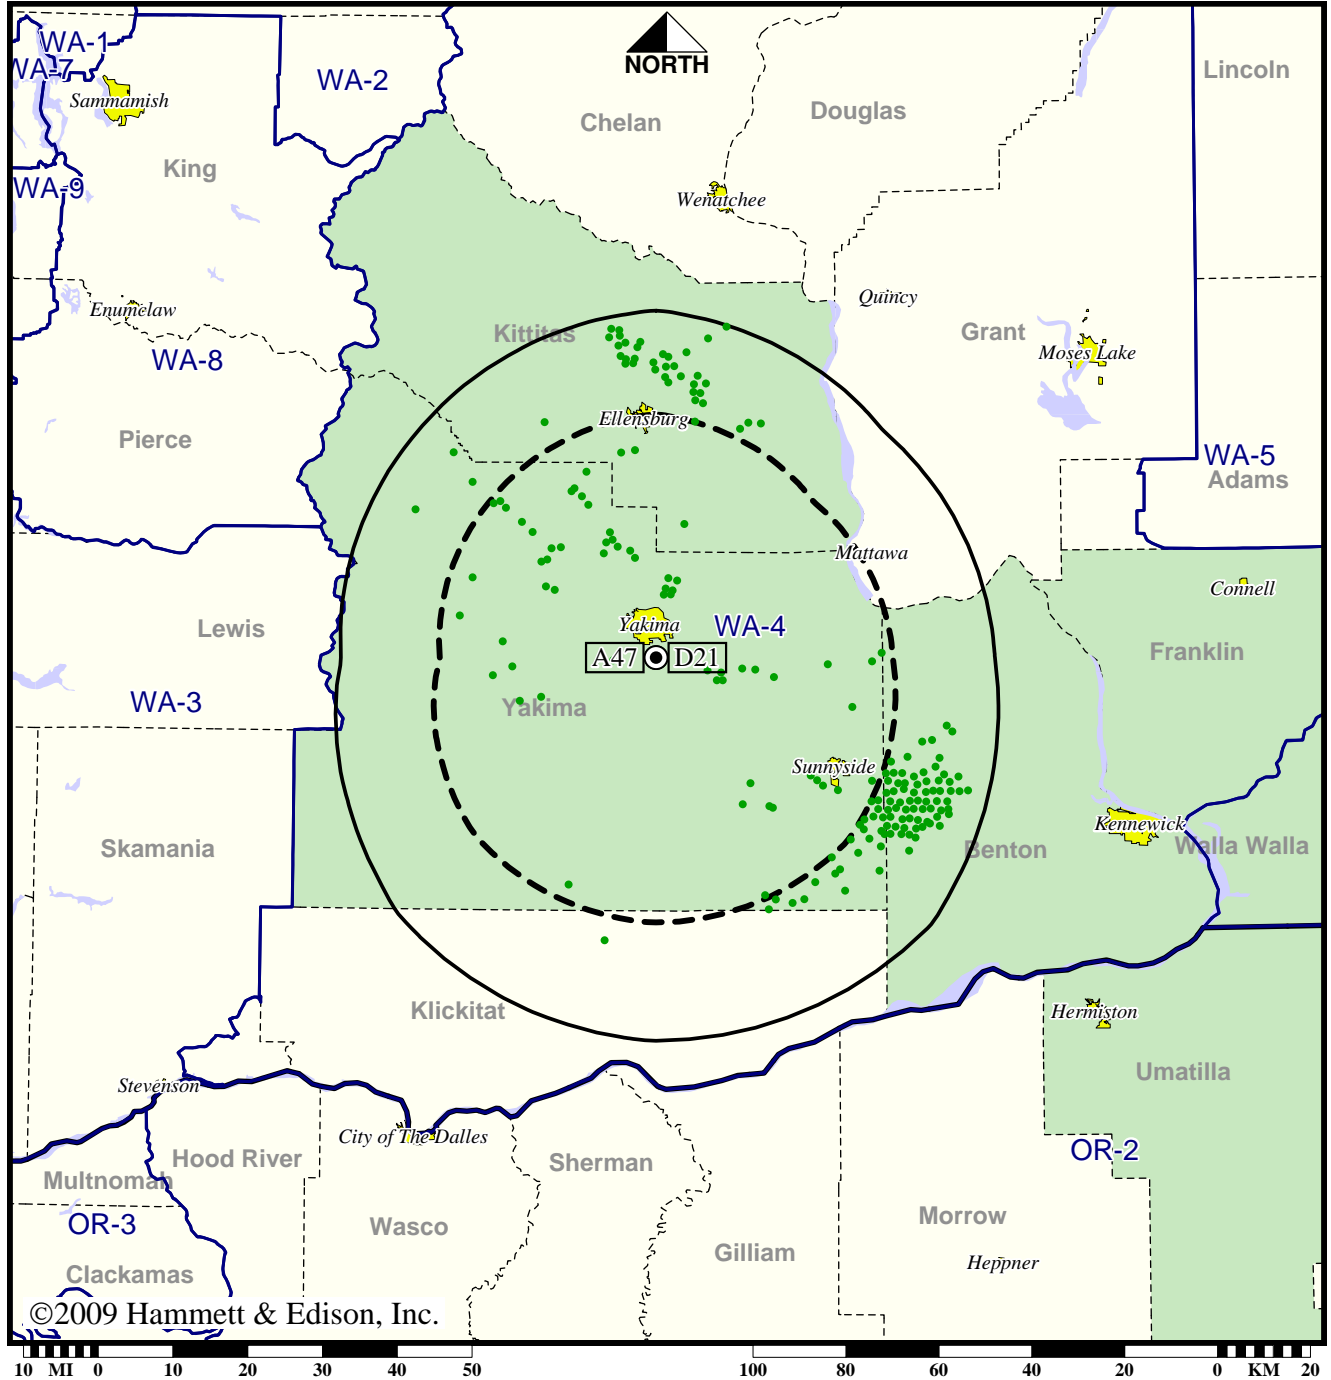 WA-1
WA-7
WA-2
NORTH
Lincoln
Sammamish
Chelan
Douglas
King
WA-9
Wenatchee
Enumclaw
Quincy
Kittitas
Grant
Moses Lake
WA-8
Ellensburg
Pierce
WA-5
Adams
Mattawa
Connell
Lewis
Yakima
WA-4
Franklin
A47
D21
WA-3
Yakima
Sunnyside
Kennewick
Skamania
Benton
Walla Walla
Klickitat
Hermiston
Stevenson
Umatilla
City of The Dalles
OR-2
Hood River
Sherman
Multnomah
OR-3
Wasco
Morrow
Gilliam
Heppner
Clackamas
©2009 Hammett & Edison, Inc.
10 MI 0 10 20 30 40 50 100 80 60 40 20 0 KM 20